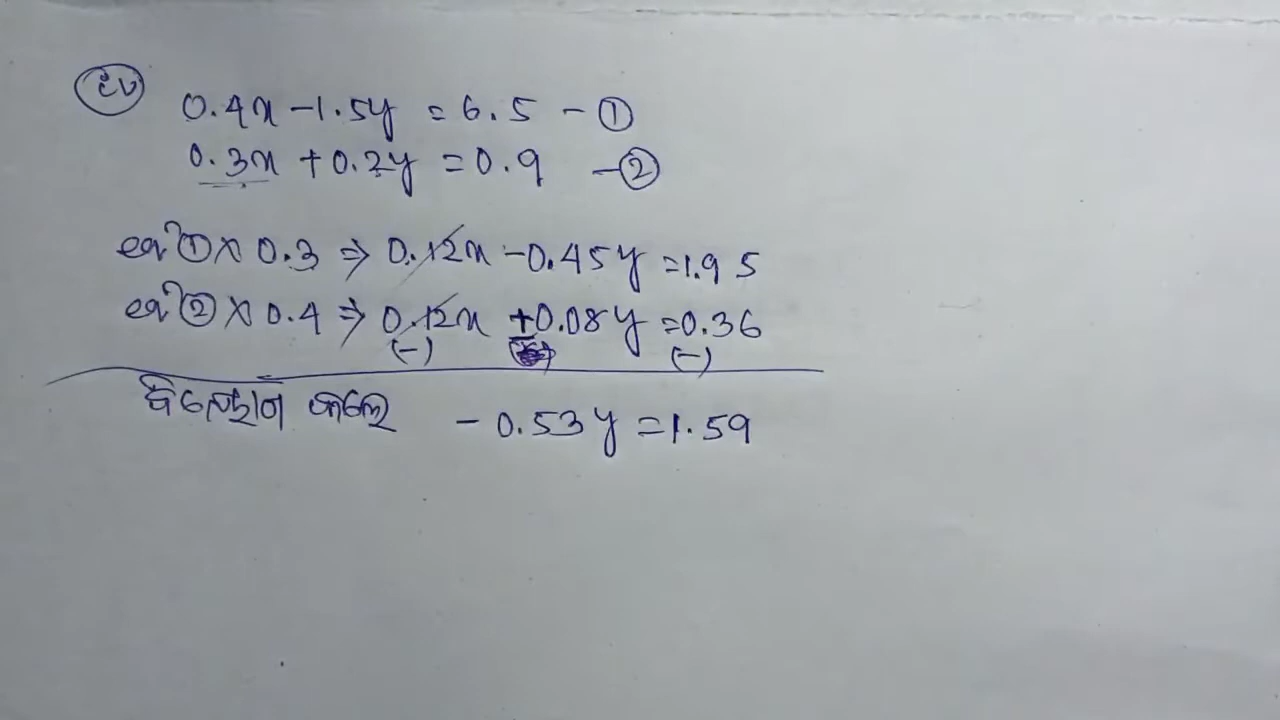 (iv) 0.4x - 1.5y = 6.5 - ①
0.3x + 0.2y = 0.9 - ②
eqⁿ ① × 0.3 ⇒ 0.12x - 0.45y = 1.95
eqⁿ ② × 0.4 ⇒ 0.12x + 0.08y = 0.36
(-) (-)
କଲେ - 0.53y = 1.59